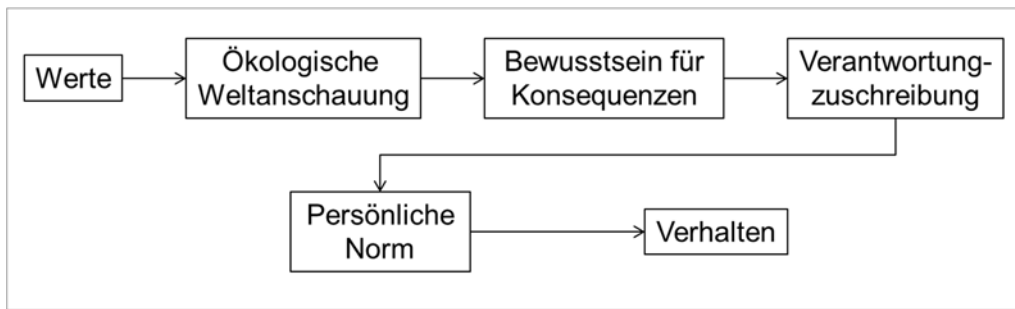 Werte
Ökologische
Weltanschauung
Bewusstsein für
Konsequenzen
Verantwortung-
zuschreibung
Persönliche
Norm
Verhalten